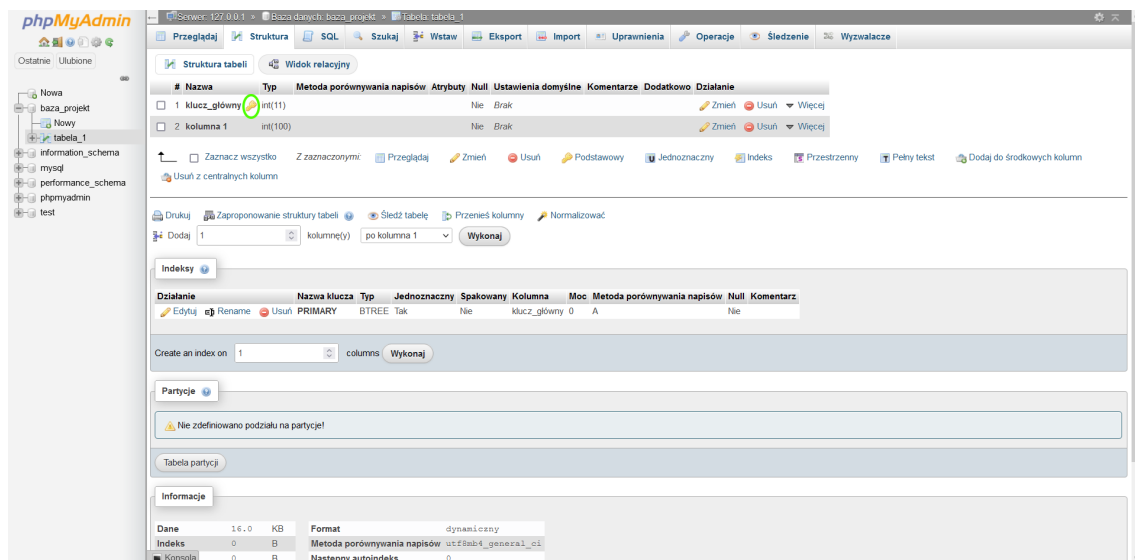 phpMyAdmin
Ostatnie Ulubione
Nowa
baza_projekt
Nowy
tabela_1
information_schema
mysql
performance_schema
phpmyadmin
test
Serwer: 127.0.0.1 » Baza danych: baza_projekt » Tabela: tabela_1
Przeglądaj Struktura SQL Szukaj Wstaw Eksport Import Uprawnienia Operacje Śledzenie Wyzwalacze
Struktura tabeli Widok relacyjny
# Nazwa Typ Metoda porównywania napisów Atrybuty Null Ustawienia domyślne Komentarze Dodatkowo Działanie
1 klucz_główny int(11) Nie Brak Zmień Usuń Więcej
2 kolumna 1 int(100) Nie Brak Zmień Usuń Więcej
Zaznacz wszystko Z zaznaczonymi: Przeglądaj Zmień Usuń Podstawowy Jednoznaczny Indeks Przestrzenny Pełny tekst Dodaj do środkowych kolumn
Usuń z centralnych kolumn
Drukuj Zaproponowanie struktury tabeli Śledź tabelę Przenieś kolumny Normalizować
Dodaj 1 kolumnę(y) po kolumna 1 Wykonaj
Indeksy
Działanie Nazwa klucza Typ Jednoznaczny Spakowany Kolumna Moc Metoda porównywania napisów Null Komentarz
Edytuj Rename Usuń PRIMARY BTREE Tak Nie klucz_główny 0 A Nie
Create an index on 1 columns Wykonaj
Partycje
Nie zdefiniowano podziału na partycje!
Tabela partycji
Informacje
Dane 16.0 KB Format dynamiczny
Indeks 0 B Metoda porównywania napisów utf8mb4_general_ci
Konsola 0 B Następny autoindeks 0